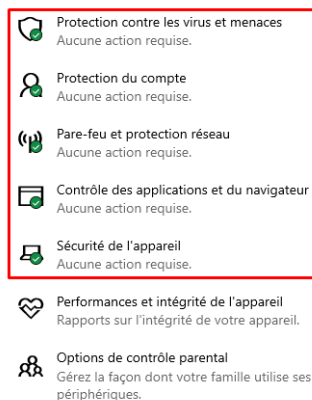 Protection contre les virus et menaces
Aucune action requise.
Protection du compte
Aucune action requise.
Pare-feu et protection réseau
Aucune action requise.
Contrôle des applications et du navigateur
Aucune action requise.
Sécurité de l'appareil
Aucune action requise.
Performances et intégrité de l'appareil
Rapports sur l'intégrité de votre appareil.
Options de contrôle parental
Gérez la façon dont votre famille utilise ses
périphériques.